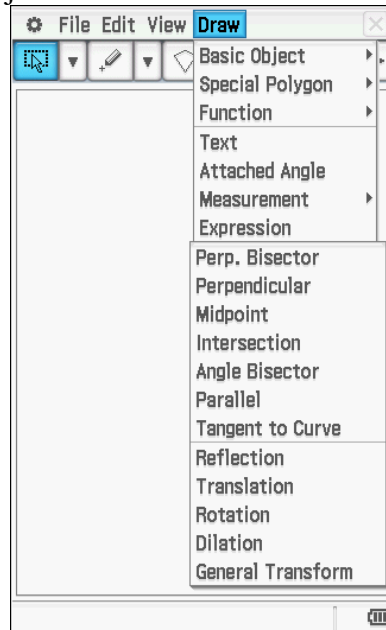 File Edit View Draw
Basic Object
Special Polygon
Function
Text
Attached Angle
Measurement
Expression
Perp. Bisector
Perpendicular
Midpoint
Intersection
Angle Bisector
Parallel
Tangent to Curve
Reflection
Translation
Rotation
Dilation
General Transform